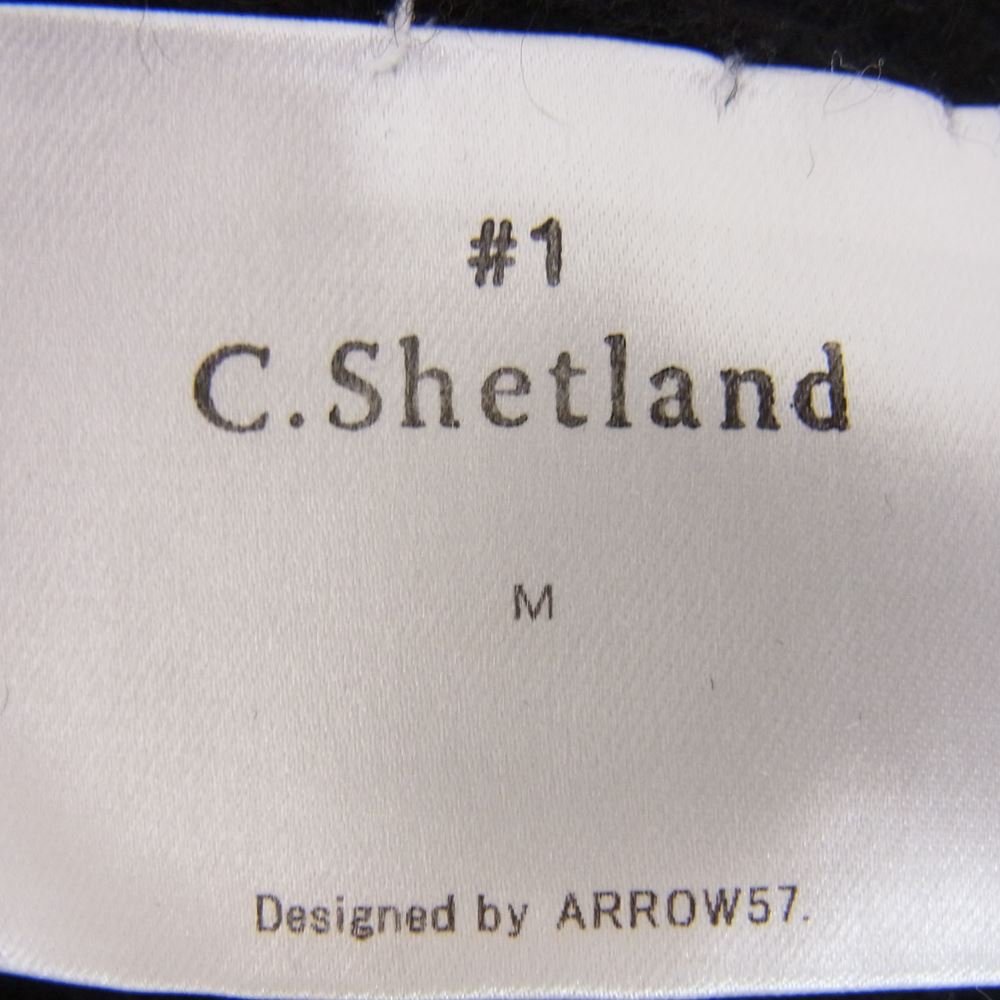 #1
C.Shetland
M
Designed by ARROW57.